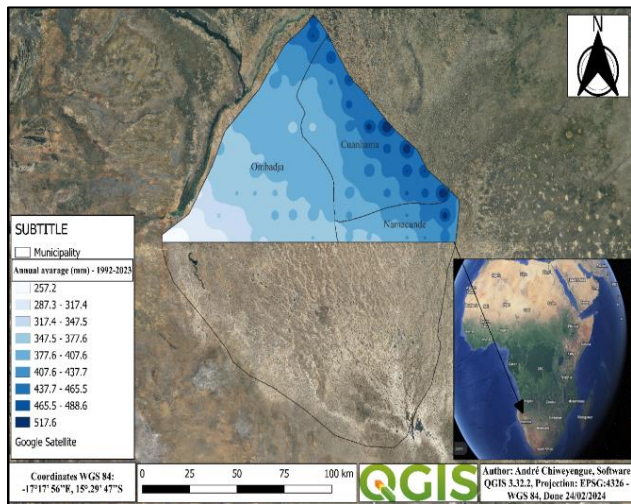 N
Cuanhama
Ombadja
Namacunde
SUBTITLE
Municipality
Annual avarage (mm) - 1992-2023
257.2
287.3 - 317.4
317.4 - 347.5
347.5 - 377.6
377.6 - 407.6
407.6 - 437.7
437.7 - 465.5
465.5 - 488.6
517.6
Google Satellite
Coordinates WGS 84:
-17°17' 56”E, 15°.29' 47”S
0 25 50 75 100 km
QGIS
Author: André Chiweyengue, Software
QGIS 3.32.2, Projection: EPSG:4326 -
WGS 84, Done 24/02/2024